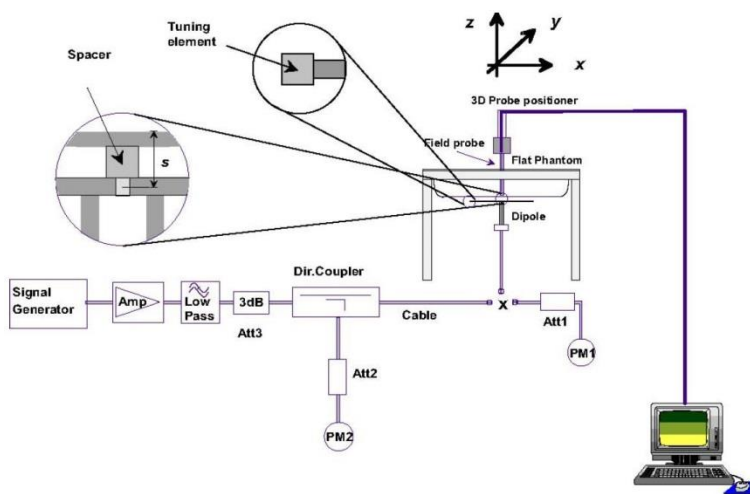 Tuning
element
Spacer
s
z
y
x
3D Probe positioner
Field probe
Flat Phantom
Dipole
Dir.Coupler
Signal
Generator
Amp
Low
Pass
3dB
Att3
Cable
x
Att1
PM1
Att2
PM2